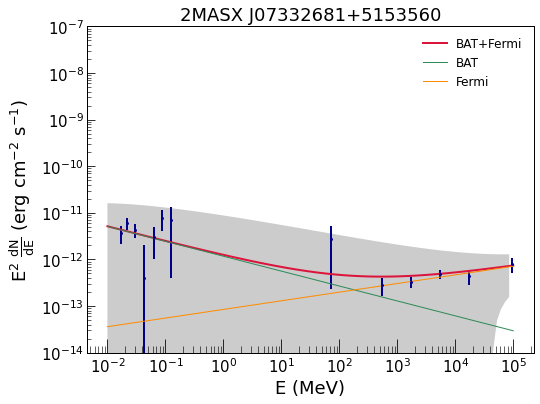 2MASX J07332681+5153560
E² dN/dE (erg cm⁻² s⁻¹)
10⁻⁷
10⁻⁸
10⁻⁹
10⁻¹⁰
10⁻¹¹
10⁻¹²
10⁻¹³
10⁻¹⁴
BAT+Fermi
BAT
Fermi
10⁻² 10⁻¹ 10⁰ 10¹ 10² 10³ 10⁴ 10⁵
E (MeV)